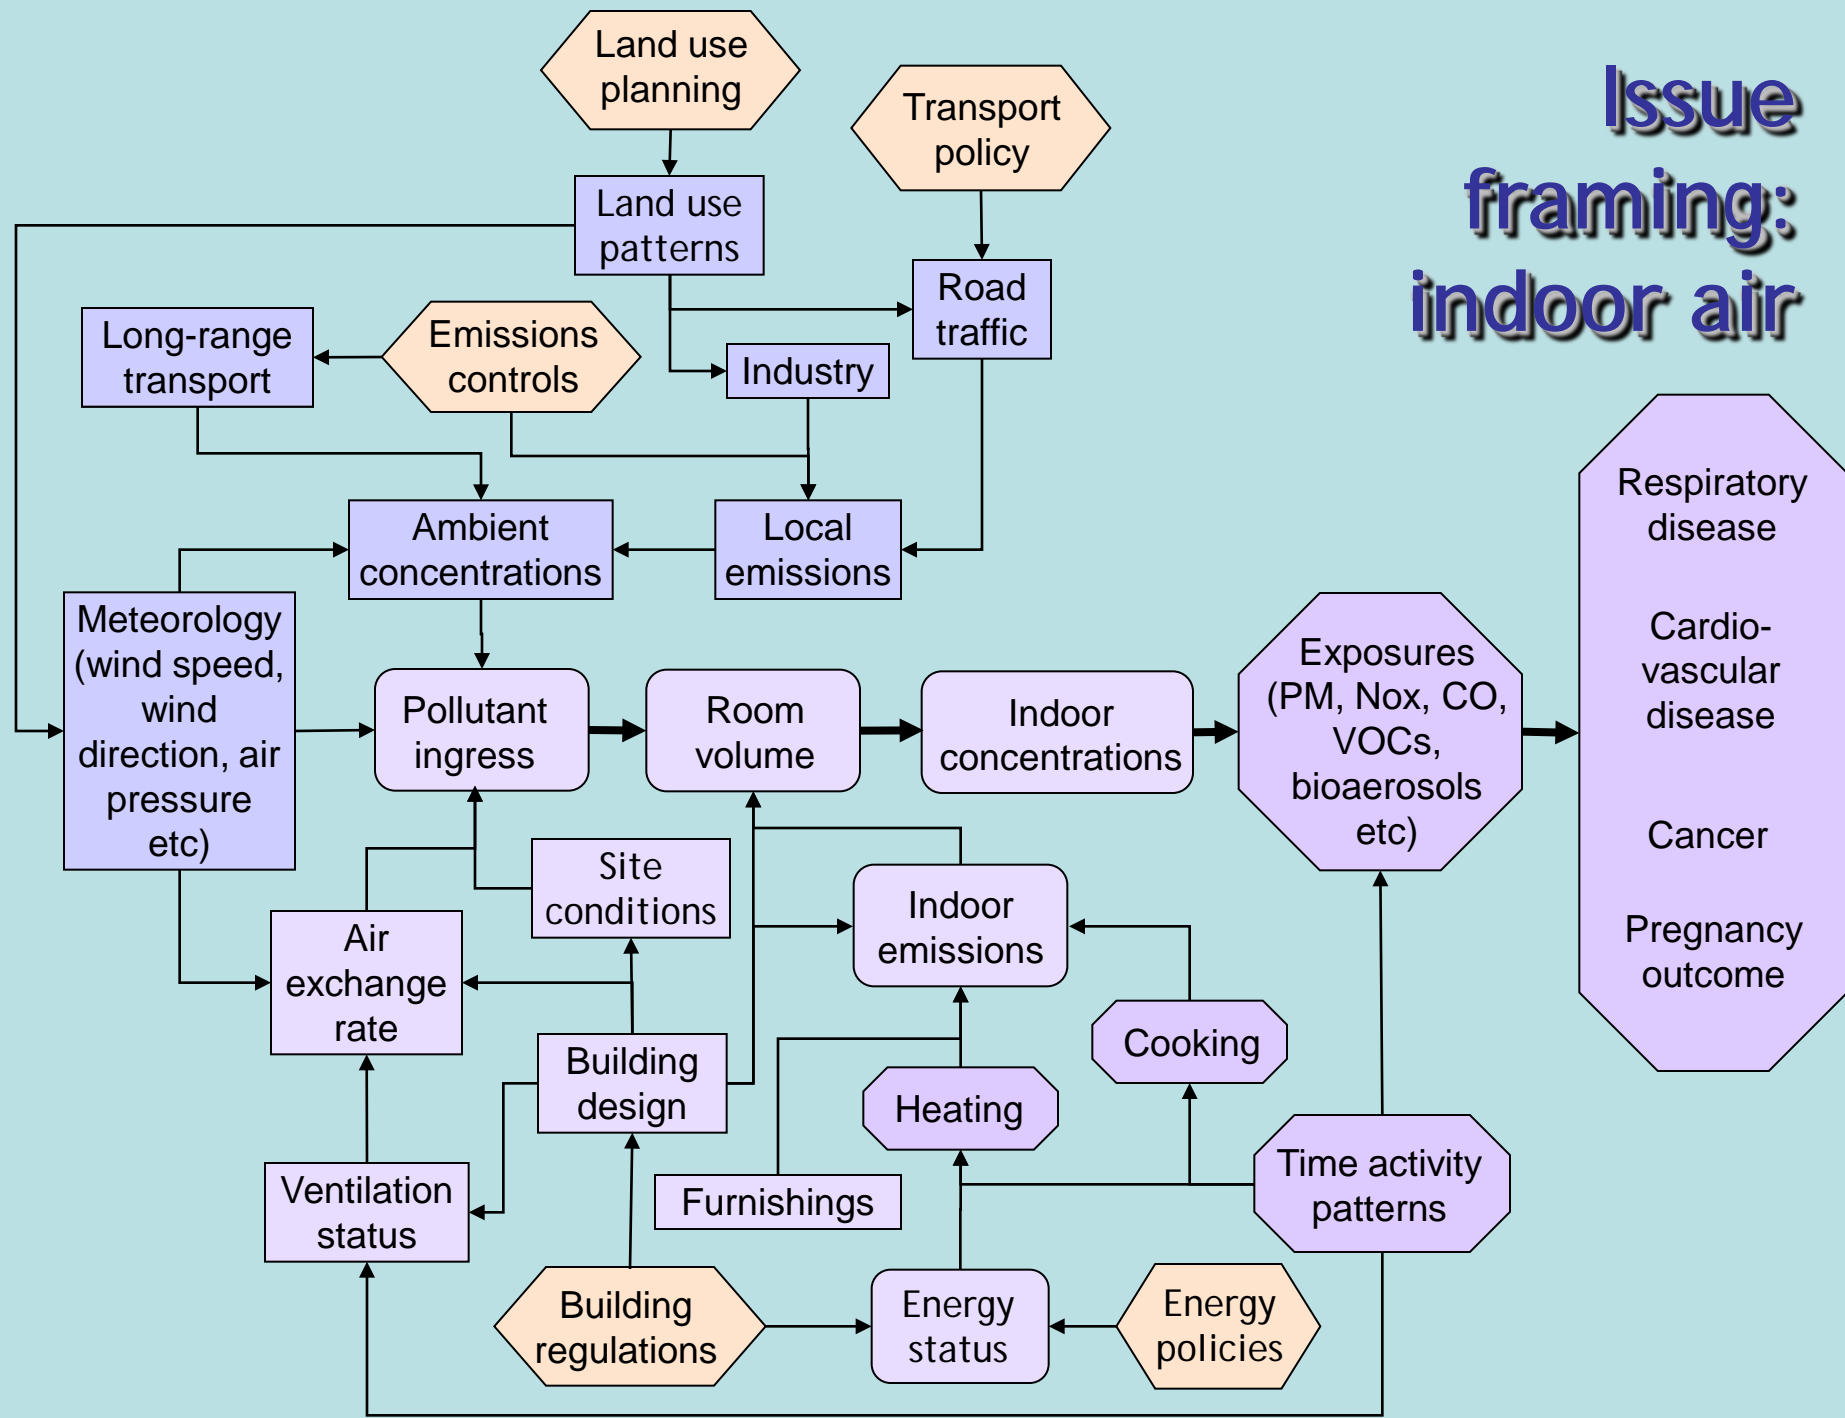 Issue
framing:
indoor air
Land use
planning
Transport
policy
Land use
patterns
Road
traffic
Long-range
transport
Emissions
controls
Industry
Ambient
concentrations
Local
emissions
Meteorology
(wind speed,
wind
direction, air
pressure
etc)
Pollutant
ingress
Room
volume
Indoor
concentrations
Exposures
(PM, Nox, CO,
VOCs,
bioaerosols
etc)
Respiratory
disease
Cardio-
vascular
disease
Cancer
Pregnancy
outcome
Site
conditions
Indoor
emissions
Air
exchange
rate
Building
design
Cooking
Heating
Ventilation
status
Furnishings
Time activity
patterns
Building
regulations
Energy
status
Energy
policies